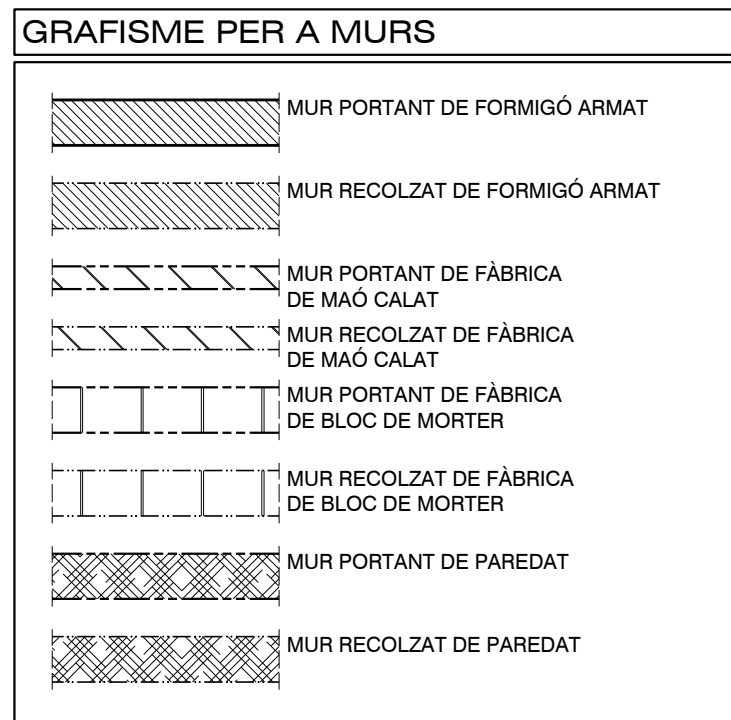 GRAFISME PER A MURS
MUR PORTANT DE FORMIGÓ ARMAT
MUR RECOLZAT DE FORMIGÓ ARMAT
MUR PORTANT DE FÀBRICA
DE MAÓ CALAT
MUR RECOLZAT DE FÀBRICA
DE MAÓ CALAT
MUR PORTANT DE FÀBRICA
DE BLOC DE MORTER
MUR RECOLZAT DE FÀBRICA
DE BLOC DE MORTER
MUR PORTANT DE PAREDAT
MUR RECOLZAT DE PAREDAT